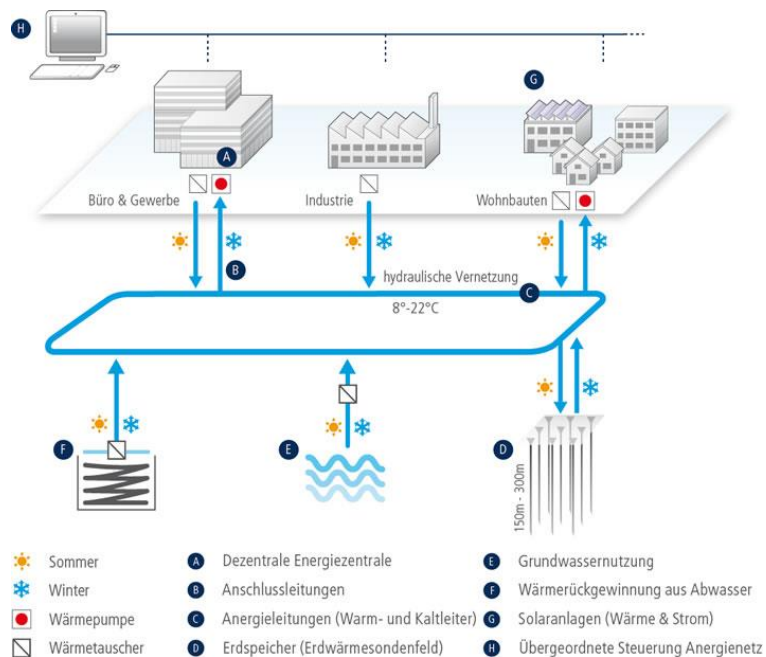 H
G
A
Büro & Gewerbe
Industrie
Wohnbauten
B
hydraulische Vernetzung
C
8°-22°C
F
E
D
150m - 300m
Sommer
Winter
Wärmepumpe
Wärmetauscher
A Dezentrale Energiezentrale
B Anschlussleitungen
C Anergieleitungen (Warm- und Kaltleiter)
D Erdspeicher (Erdwärmesondenfeld)
E Grundwassernutzung
F Wärmerückgewinnung aus Abwasser
G Solaranlagen (Wärme & Strom)
H Übergeordnete Steuerung Anergienetz